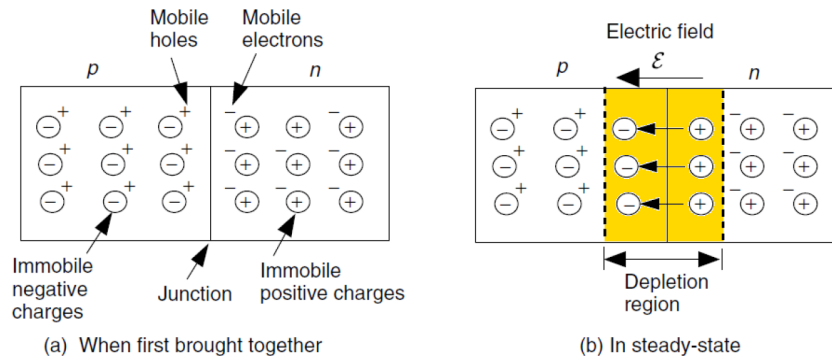 Mobile
holes
Mobile
electrons
p
n
Immobile
negative
charges
Junction
Immobile
positive charges
(a) When first brought together
Electric field
ℰ
p
n
Depletion
region
(b) In steady-state